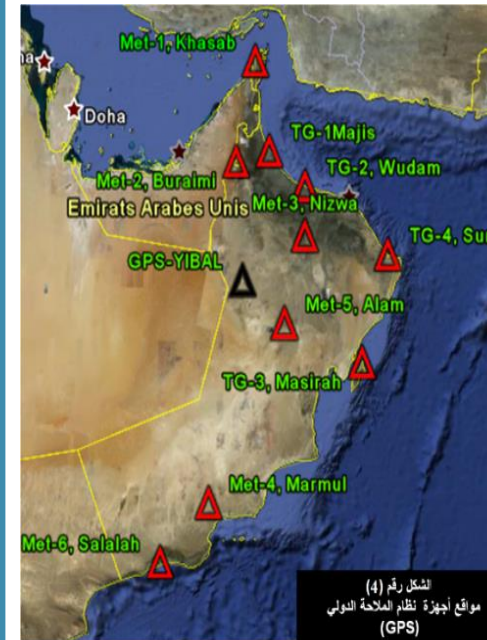 Met-1, Khasab
na
Doha
TG-1Majis
Met-2, Buraimi
TG-2, Wudam
Emirats Arabes Unis
Met-3, Nizwa
TG-4, Sur
GPS-YIBAL
Met-5, Alam
TG-3, Masirah
Met-4, Marmul
Met-6, Salalah
الشكل رقم (4)
مواقع أجهزة نظام الملاحة الدولي
(GPS)